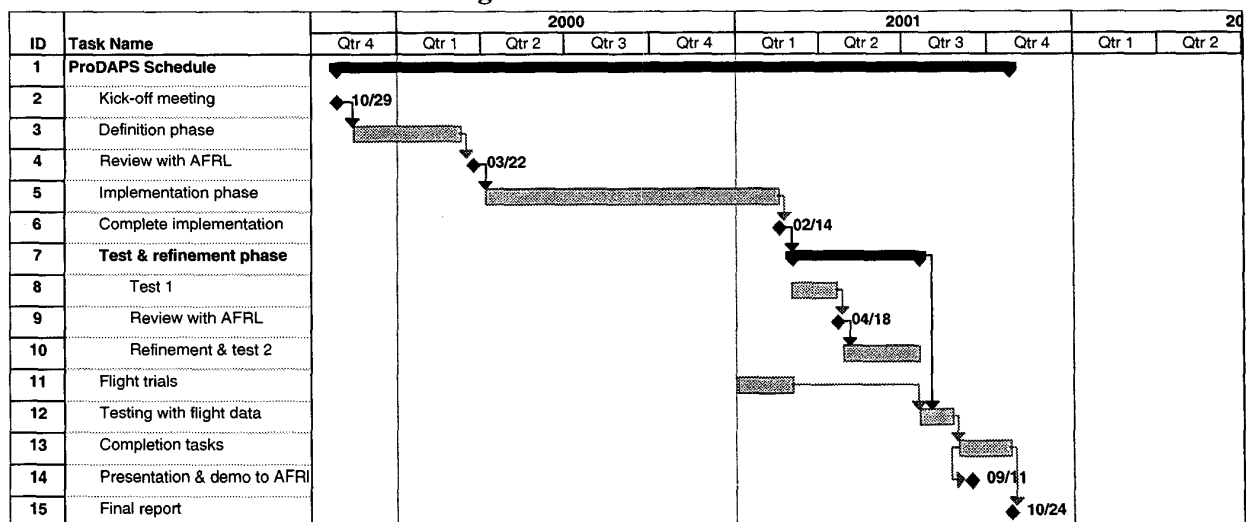 2000 2001 20
ID Task Name Qtr 4 Qtr 1 Qtr 2 Qtr 3 Qtr 4 Qtr 1 Qtr 2 Qtr 3 Qtr 4 Qtr 1 Qtr 2
1 ProDAPS Schedule
2 Kick-off meeting 10/29
3 Definition phase
4 Review with AFRL 03/22
5 Implementation phase
6 Complete implementation 02/14
7 Test & refinement phase
8 Test 1
9 Review with AFRL 04/18
10 Refinement & test 2
11 Flight trials
12 Testing with flight data
13 Completion tasks
14 Presentation & demo to AFRI 09/11
15 Final report 10/24